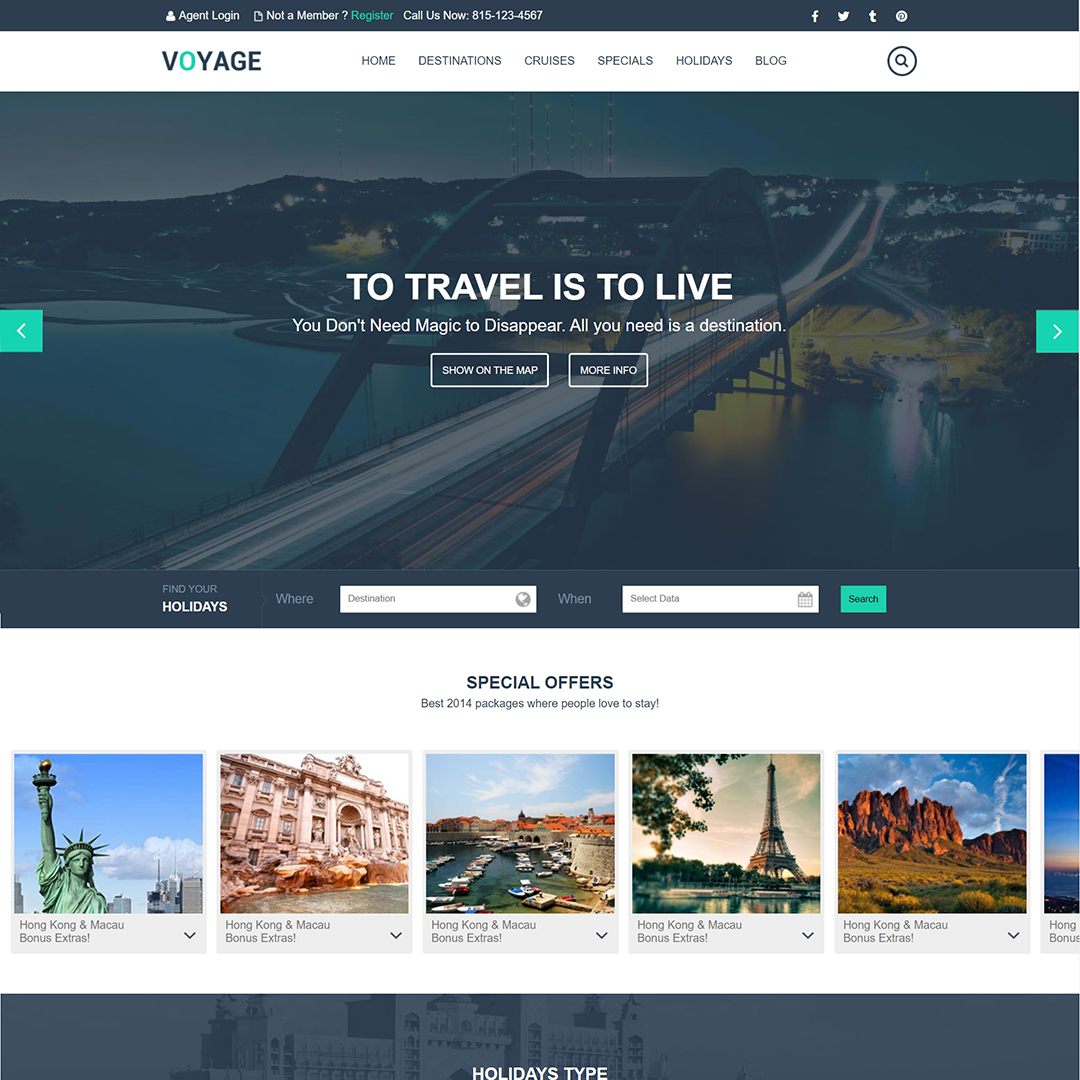 Agent Login Not a Member ? Register Call Us Now: 815-123-4567
VOYAGE
HOME DESTINATIONS CRUISES SPECIALS HOLIDAYS BLOG
TO TRAVEL IS TO LIVE
You Don't Need Magic to Disappear. All you need is a destination.
SHOW ON THE MAP MORE INFO
FIND YOUR
HOLIDAYS
Where Destination When Select Data Search
SPECIAL OFFERS
Best 2014 packages where people love to stay!
Hong Kong & Macau
Bonus Extras!
Hong Kong & Macau
Bonus Extras!
Hong Kong & Macau
Bonus Extras!
Hong Kong & Macau
Bonus Extras!
Hong Kong & Macau
Bonus Extras!
Hong
Bonus
HOLIDAYS TYPE